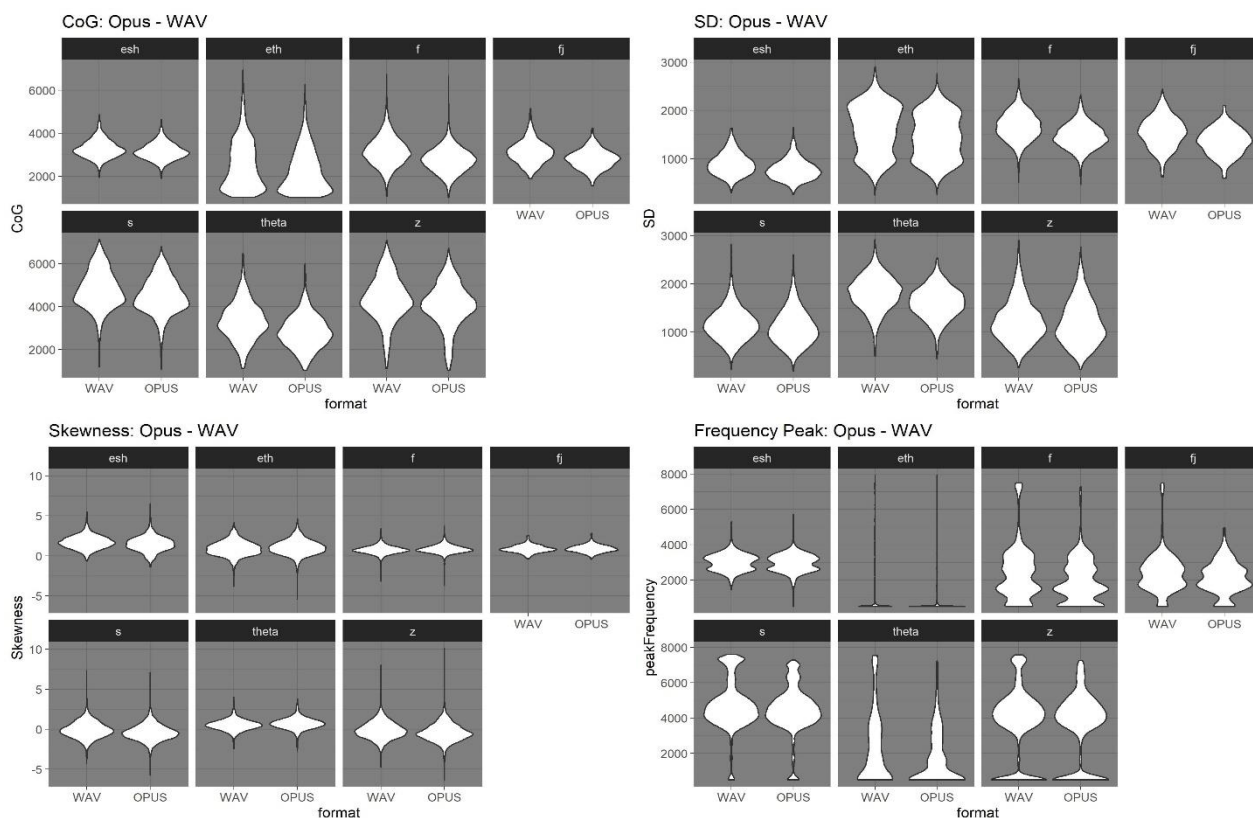 CoG: Opus - WAV
esh eth f fj
6000
4000
2000
WAV OPUS
s theta z
6000
4000
2000
CoG
WAV OPUS WAV OPUS WAV OPUS
format
SD: Opus - WAV
esh eth f fj
3000
2000
1000
WAV OPUS
s theta z
3000
2000
1000
SD
WAV OPUS WAV OPUS WAV OPUS
format
Skewness: Opus - WAV
esh eth f fj
10
5
0
-5
WAV OPUS
s theta z
10
5
0
-5
Skewness
WAV OPUS WAV OPUS WAV OPUS
format
Frequency Peak: Opus - WAV
esh eth f fj
8000
6000
4000
2000
WAV OPUS
s theta z
8000
6000
4000
2000
peakFrequency
WAV OPUS WAV OPUS WAV OPUS
format